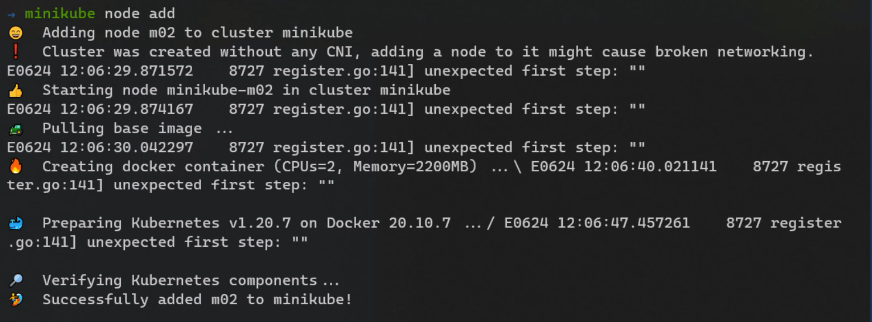 → minikube node add
😄  Adding node m02 to cluster minikube
❗  Cluster was created without any CNI, adding a node to it might cause broken networking.
E0624 12:06:29.871572    8727 register.go:141] unexpected first step: ""
👍  Starting node minikube-m02 in cluster minikube
E0624 12:06:29.874167    8727 register.go:141] unexpected first step: ""
🚜  Pulling base image ...
E0624 12:06:30.042297    8727 register.go:141] unexpected first step: ""
🔥  Creating docker container (CPUs=2, Memory=2200MB) ...\ E0624 12:06:40.021141    8727 regis
ter.go:141] unexpected first step: ""
🐳  Preparing Kubernetes v1.20.7 on Docker 20.10.7 .../ E0624 12:06:47.457261    8727 register
.go:141] unexpected first step: ""
🔎  Verifying Kubernetes components...
🏄  Successfully added m02 to minikube!